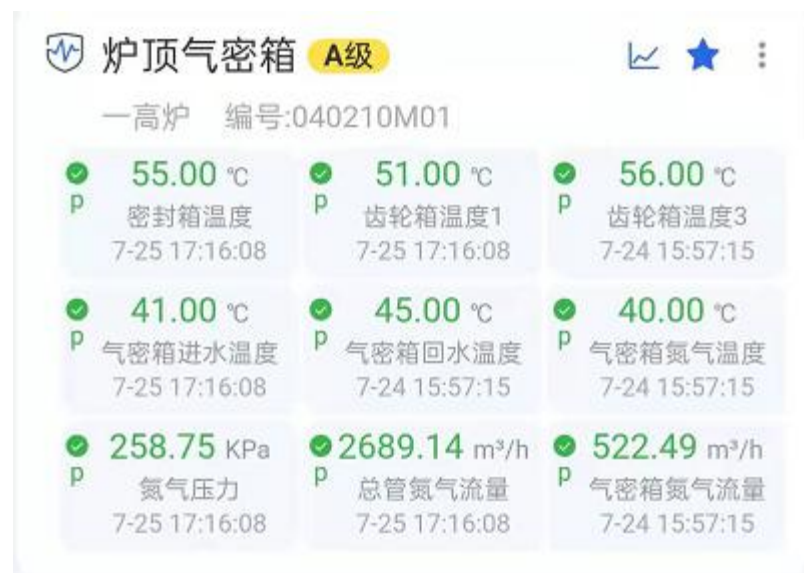 炉顶气密箱 A级
一高炉 编号:040210M01
55.00 ℃
p
密封箱温度
7-25 17:16:08
51.00 ℃
p
齿轮箱温度1
7-25 17:16:08
56.00 ℃
p
齿轮箱温度3
7-24 15:57:15
41.00 ℃
p
气密箱进水温度
7-25 17:16:08
45.00 ℃
p
气密箱回水温度
7-24 15:57:15
40.00 ℃
p
气密箱氮气温度
7-24 15:57:15
258.75 KPa
p
氮气压力
7-25 17:16:08
2689.14 m³/h
p
总管氮气流量
7-25 17:16:08
522.49 m³/h
p
气密箱氮气流量
7-24 15:57:15